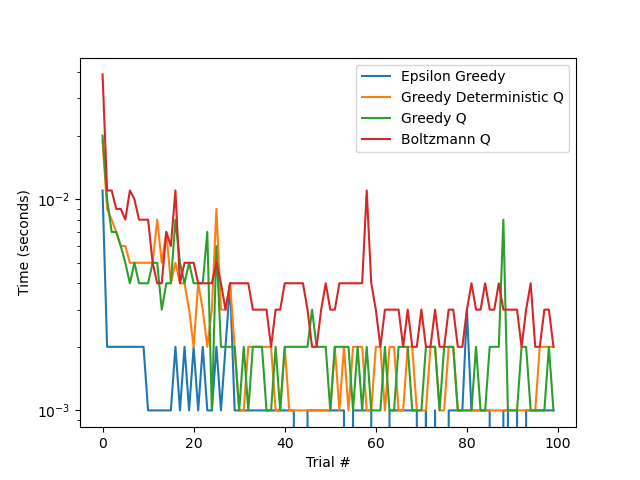 Epsilon Greedy
Greedy Deterministic Q
Greedy Q
Boltzmann Q
Time (seconds)
10⁻²
10⁻³
0 20 40 60 80 100
Trial #